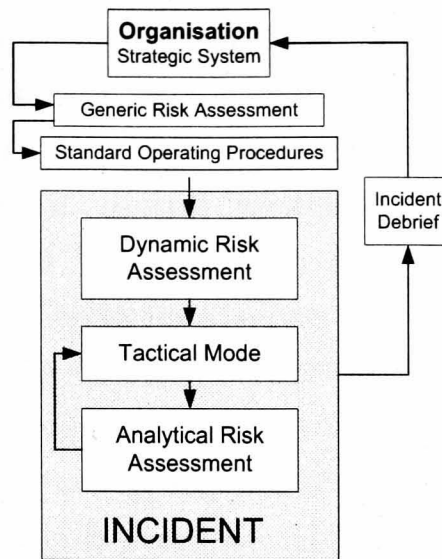 Organisation
Strategic System
Generic Risk Assessment
Standard Operating Procedures
Incident
Debrief
Dynamic Risk
Assessment
Tactical Mode
Analytical Risk
Assessment
INCIDENT